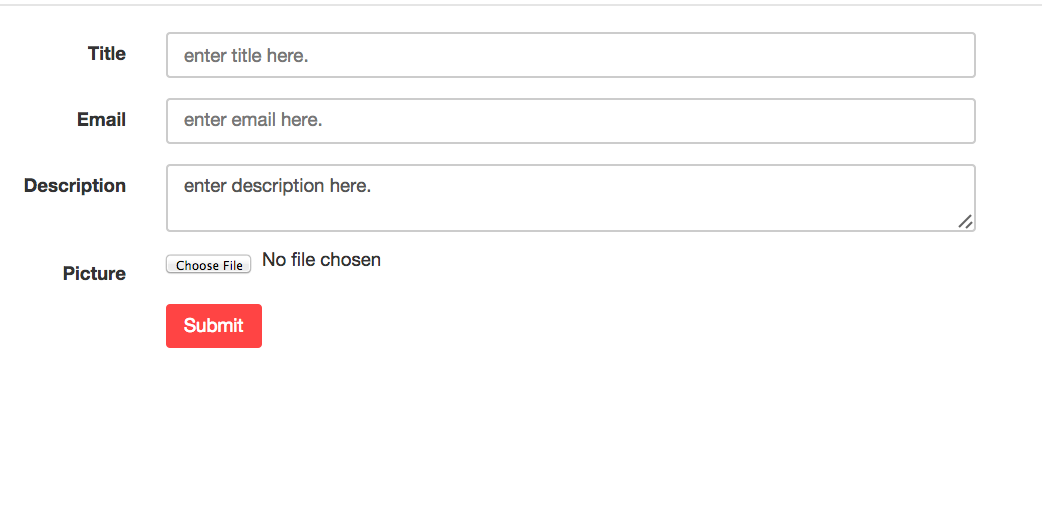 Title enter title here.
Email enter email here.
Description enter description here.
Picture Choose File No file chosen
Submit